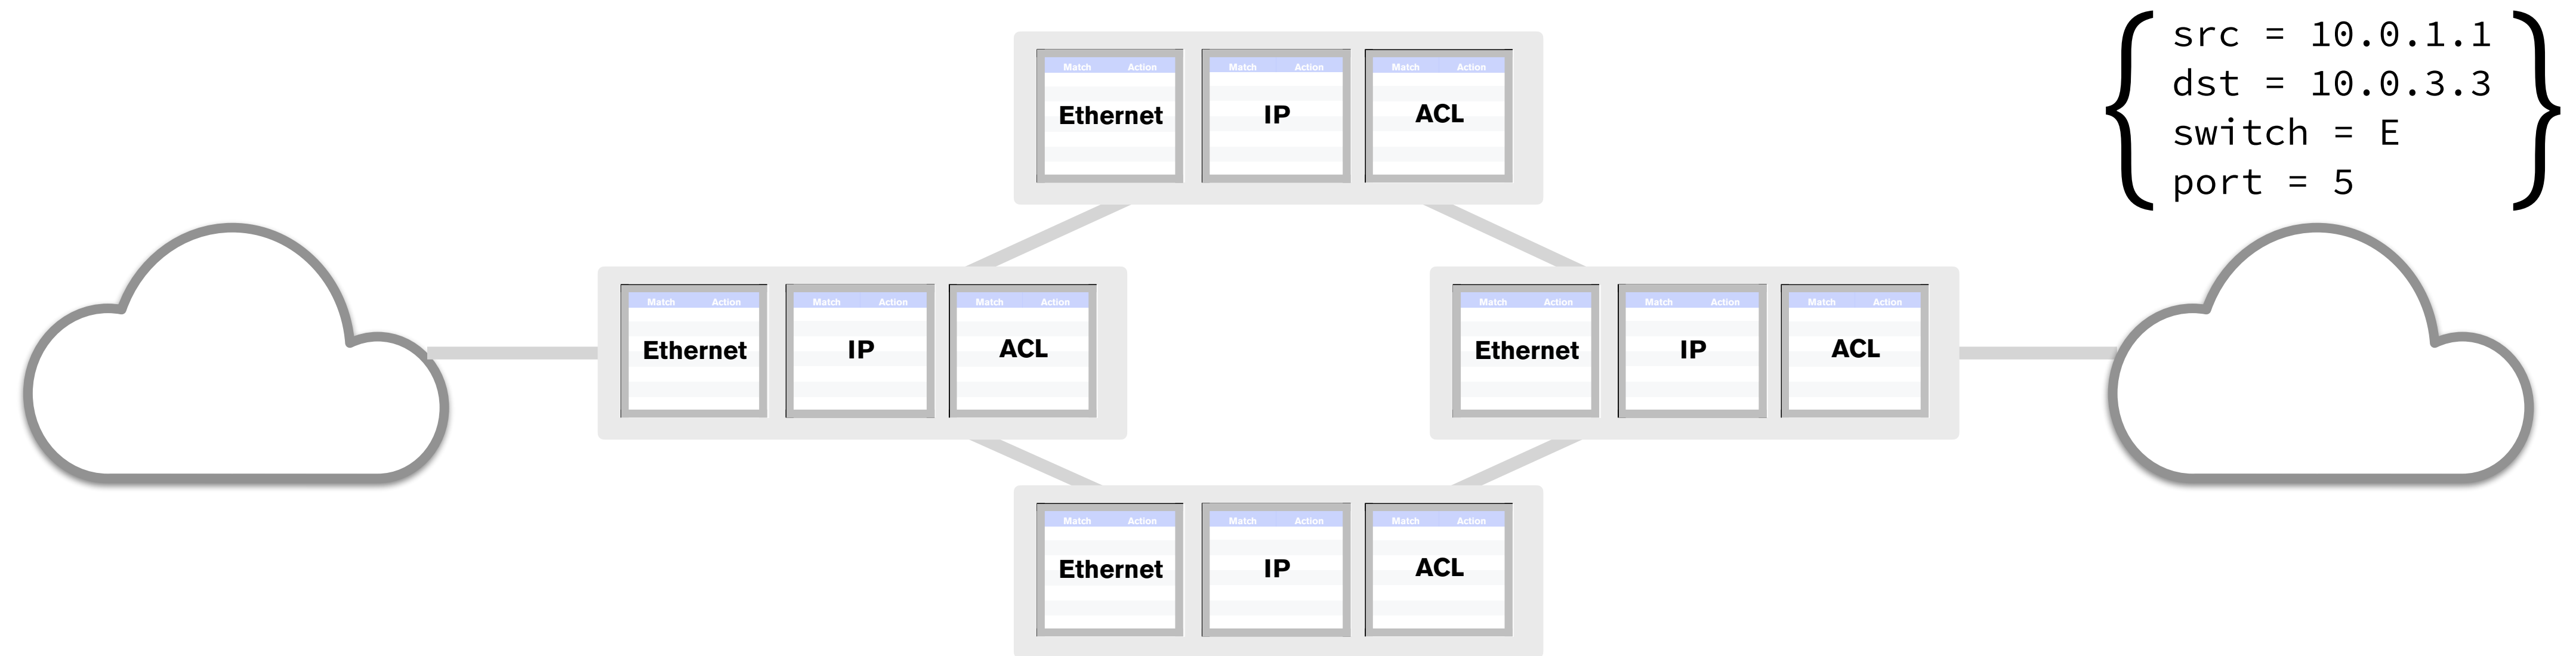 src = 10.0.1.1
dst = 10.0.3.3
switch = E
port = 5
Match Action Match Action Match Action
Ethernet IP ACL
Match Action Match Action Match Action
Ethernet IP ACL
Match Action Match Action Match Action
Ethernet IP ACL
Match Action Match Action Match Action
Ethernet IP ACL